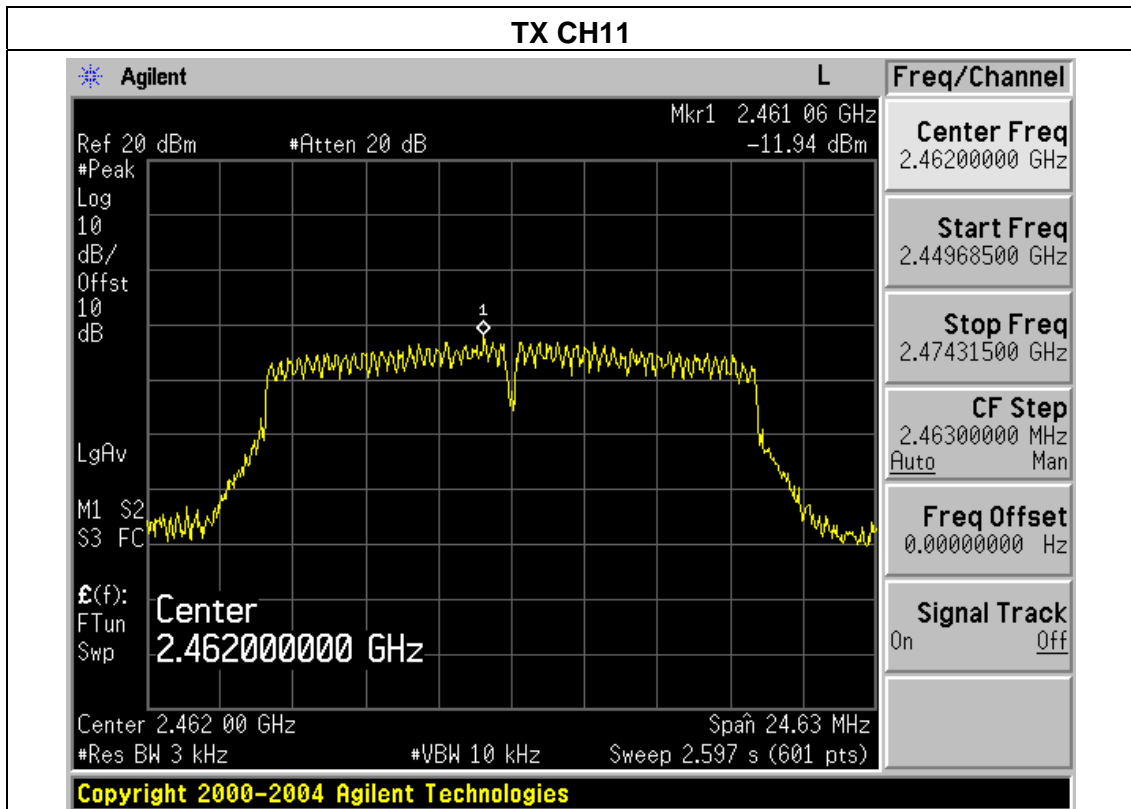 TX CH11
Agilent L Freq/Channel
Mkr1 2.461 06 GHz
Ref 20 dBm #Atten 20 dB -11.94 dBm
#Peak
Log
10
dB/
Offst
10
dB
1
LgAv
M1 S2
S3 FC
£(f):
FTun
Swp
Center
2.462000000 GHz
Center 2.462 00 GHz Span 24.63 MHz
#Res BW 3 kHz #VBW 10 kHz Sweep 2.597 s (601 pts)
Center Freq
2.46200000 GHz
Start Freq
2.44968500 GHz
Stop Freq
2.47431500 GHz
CF Step
2.46300000 MHz
Auto Man
Freq Offset
0.00000000 Hz
Signal Track
On Off
Copyright 2000-2004 Agilent Technologies